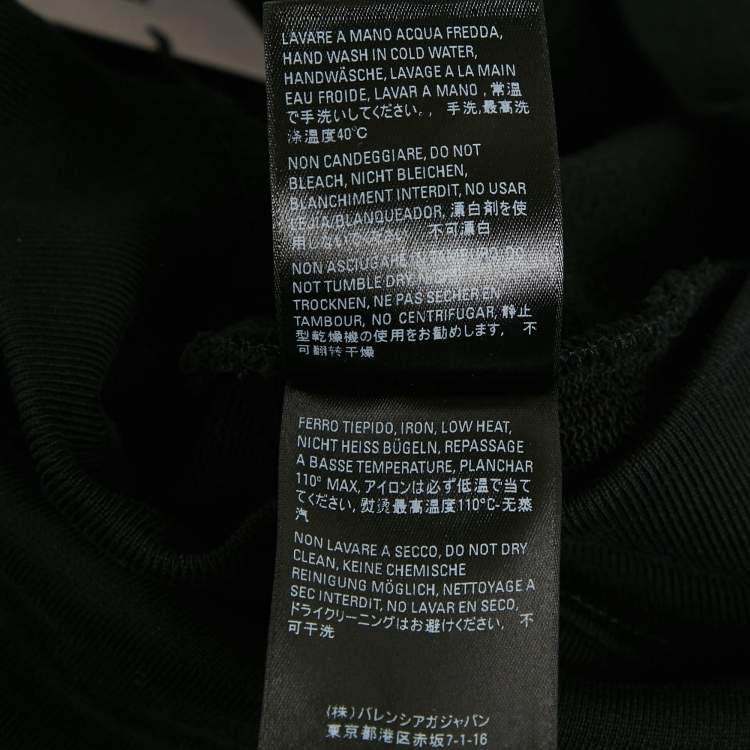 LAVARE A MANO ACQUA FREDDA,
HAND WASH IN COLD WATER,
HANDWÄSCHE, LAVAGE A LA MAIN
EAU FROIDE, LAVAR A MANO , 常温
で手洗いしてください。, 手洗,最高洗
涤温度40℃
NON CANDEGGIARE, DO NOT
BLEACH, NICHT BLEICHEN,
BLANCHIMENT INTERDIT, NO USAR
LEJIA/BLANQUEADOR, 漂白剤を使
用しないでください 不可漂白
NON ASCIUGARE IN
NOT TUMBLE DRY,
TROCKNEN, NE PAS SECHER EN
TAMBOUR, NO CENTRIFUGAR, 静止
型乾燥機の使用をお勧めします, 不
可翻转干燥
FERRO TIEPIDO, IRON, LOW HEAT,
NICHT HEISS BÜGELN, REPASSAGE
A BASSE TEMPERATURE, PLANCHAR
110° MAX, アイロンは必ず低温で当て
てください, 熨烫最高温度110°C-无蒸
汽
NON LAVARE A SECCO, DO NOT DRY
CLEAN, KEINE CHEMISCHE
REINIGUNG MÖGLICH, NETTOYAGE A
SEC INTERDIT, NO LAVAR EN SECO,
ドライクリーニングはお避けください, 不
可干洗
(株) バレンシアガジャパン
東京都港区赤坂7-1-16